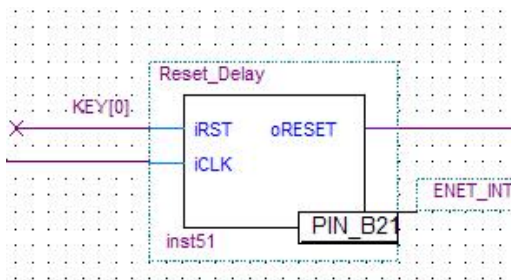 Reset_Delay
KEY[0]
iRST oRESET
iCLK
ENET_INT
PIN_B21
inst51